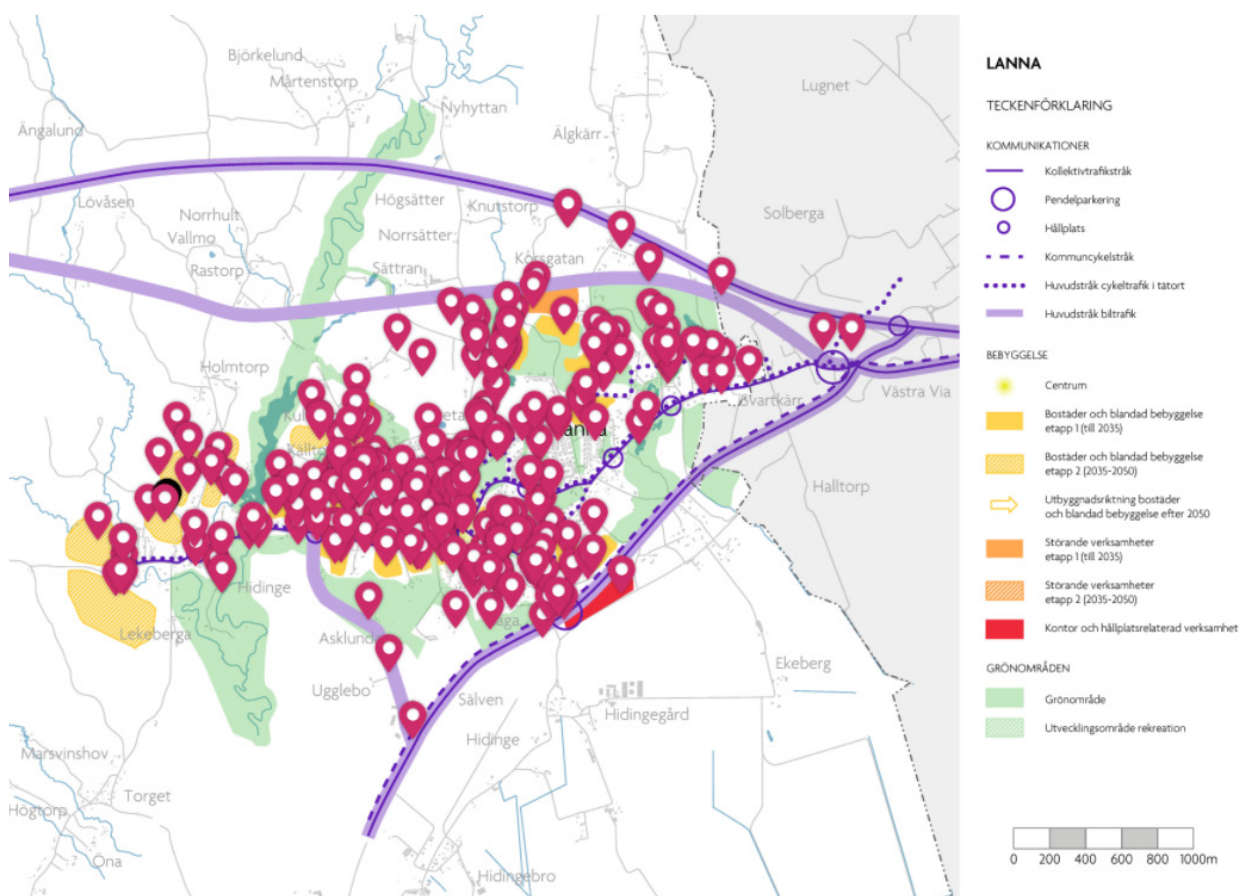 Björkelund
Mårtenstorp
Nyhyttan
Ängalund
Älgkärr
Lugnet
Lövåsen
Norrhult
Vallmo
Högsätter
Knutstorp
Solberga
Norrsätter
Rastorp
Sättran
Korsgatan
Holmtorp
Västra Via
Hidinge
Halltorp
Lekeberga
Asklunda
Ugglebo
Sälven
Hidinge
Hidingegård
Ekeberg
Marsvinshov
Torget
Högtorp
Öna
Hidingebro
LANNA
TECKENFÖRKLARING
KOMMUNIKATIONER
Kollektivtrafikstråk
Pendelparkering
Hållplats
Kommuncykelstråk
Huvudstråk cykeltrafik i tätort
Huvudstråk biltrafik
BEBYGGELSE
Centrum
Bostäder och blandad bebyggelse
etapp 1 (till 2035)
Bostäder och blandad bebyggelse
etapp 2 (2035-2050)
Utbyggnadsriktning bostäder
och blandad bebyggelse efter 2050
Störande verksamheter
etapp 1 (till 2035)
Störande verksamheter
etapp 2 (2035-2050)
Kontor och hållplatsrelaterad verksamhet
GRÖNOMRÅDEN
Grönområde
Utvecklingsområde rekreation
0 200 400 600 800 1000m